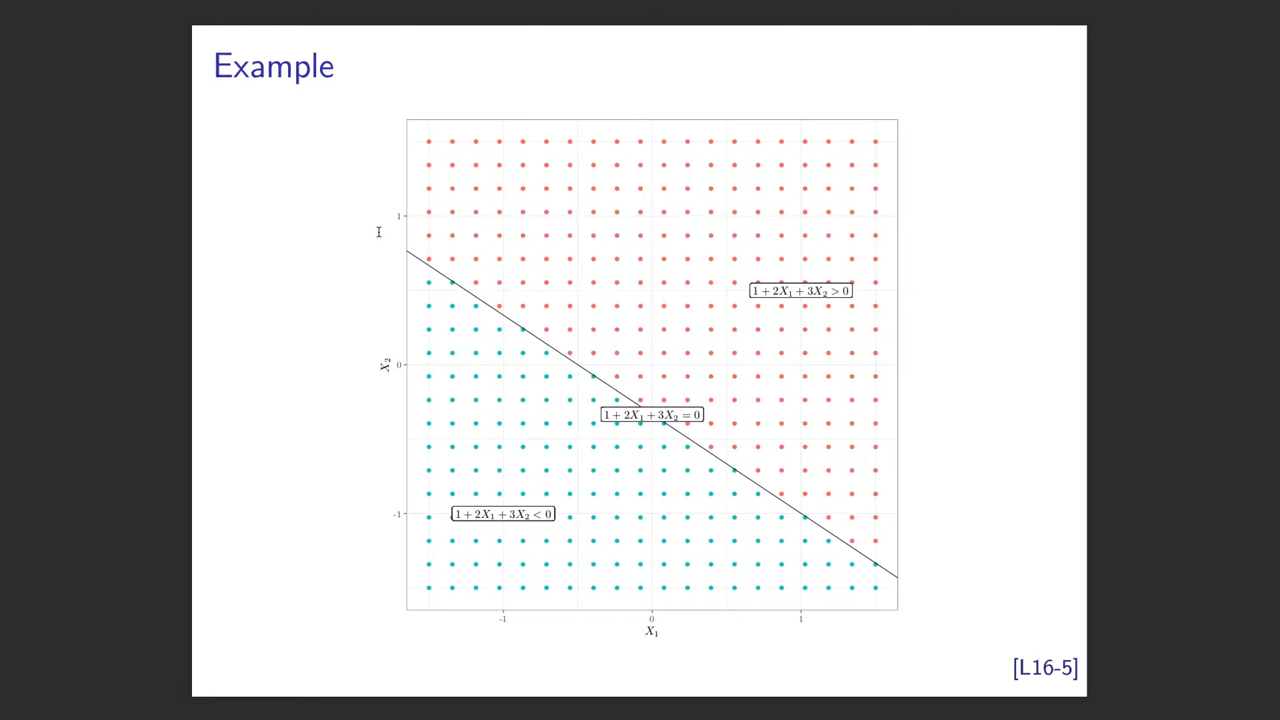 Example
1
1 + 2X₁ + 3X₂ > 0
X₂
0
1 + 2X₁ + 3X₂ = 0
-1
1 + 2X₁ + 3X₂ < 0
-1 0 1
X₁
[L16-5]